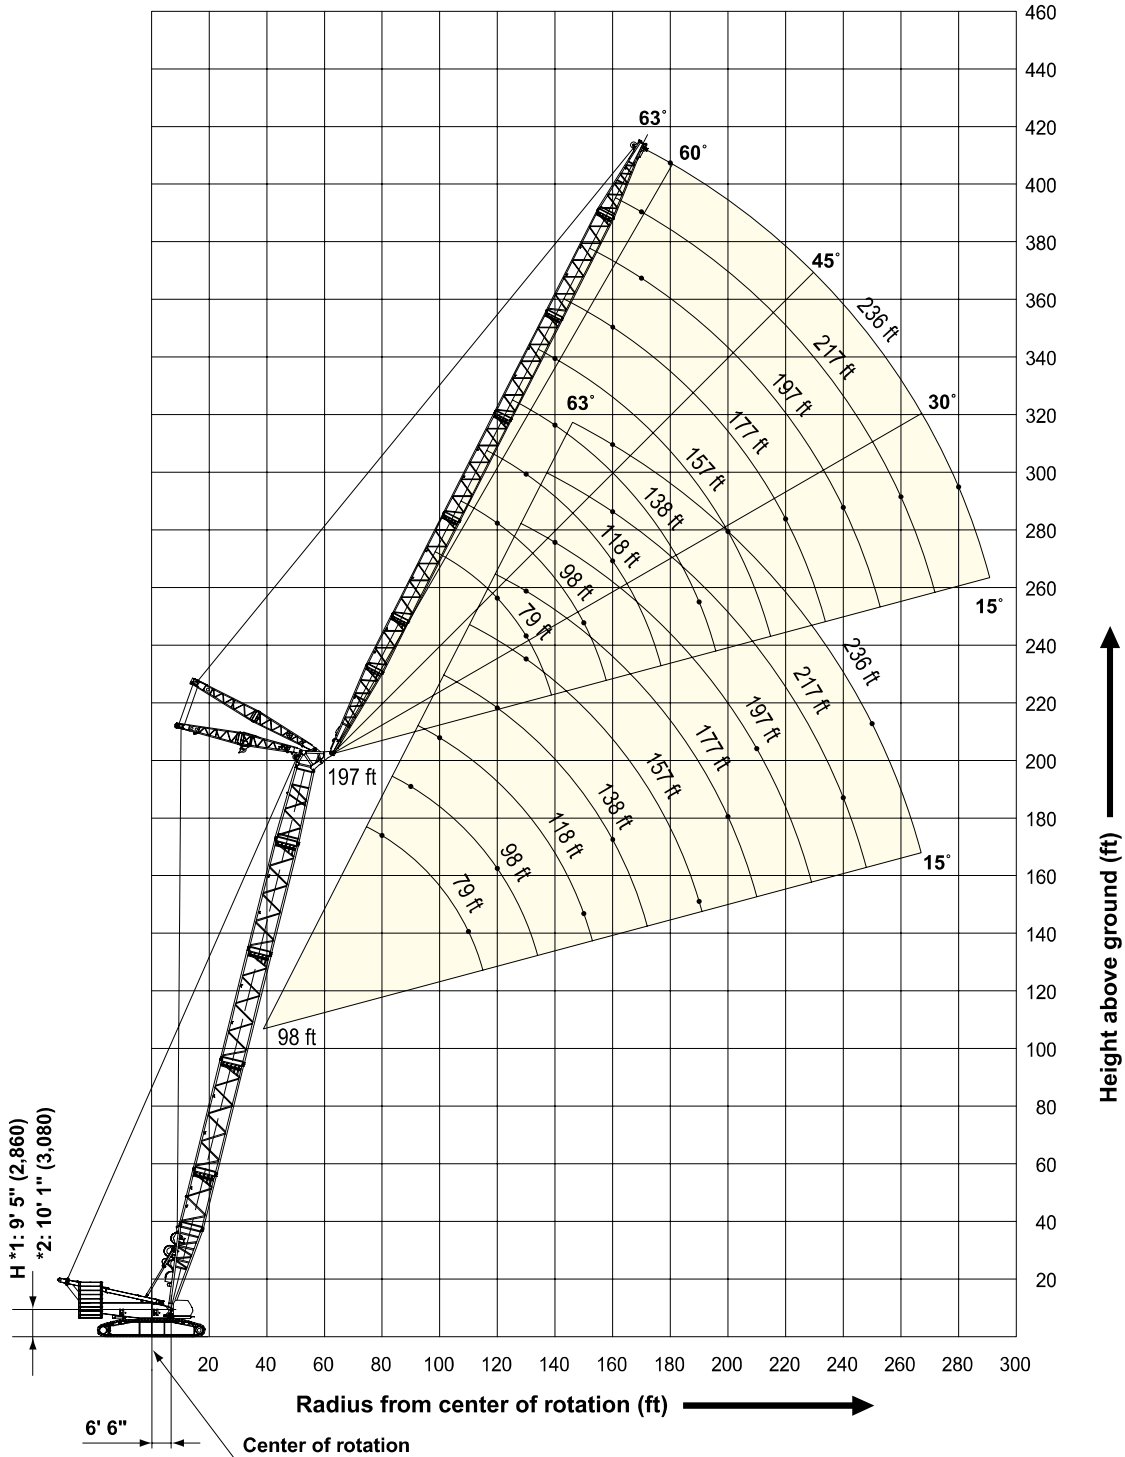 460
440
63°
420
60°
400
380
45°
360
236 ft
340
217 ft
197 ft
63°
30°
320
177 ft
157 ft
300
138 ft
280
118 ft
98 ft
260
79 ft
15°
240
236 ft
217 ft
220
197 ft
177 ft
200
197 ft
157 ft
138 ft
180
118 ft
98 ft
15°
160
79 ft
140
120
98 ft
100
80
60
40
20
Height above ground (ft)
H *1: 9' 5" (2,860)
*2: 10' 1" (3,080)
20 40 60 80 100 120 140 160 180 200 220 240 260 280 300
Radius from center of rotation (ft)
6' 6"
Center of rotation